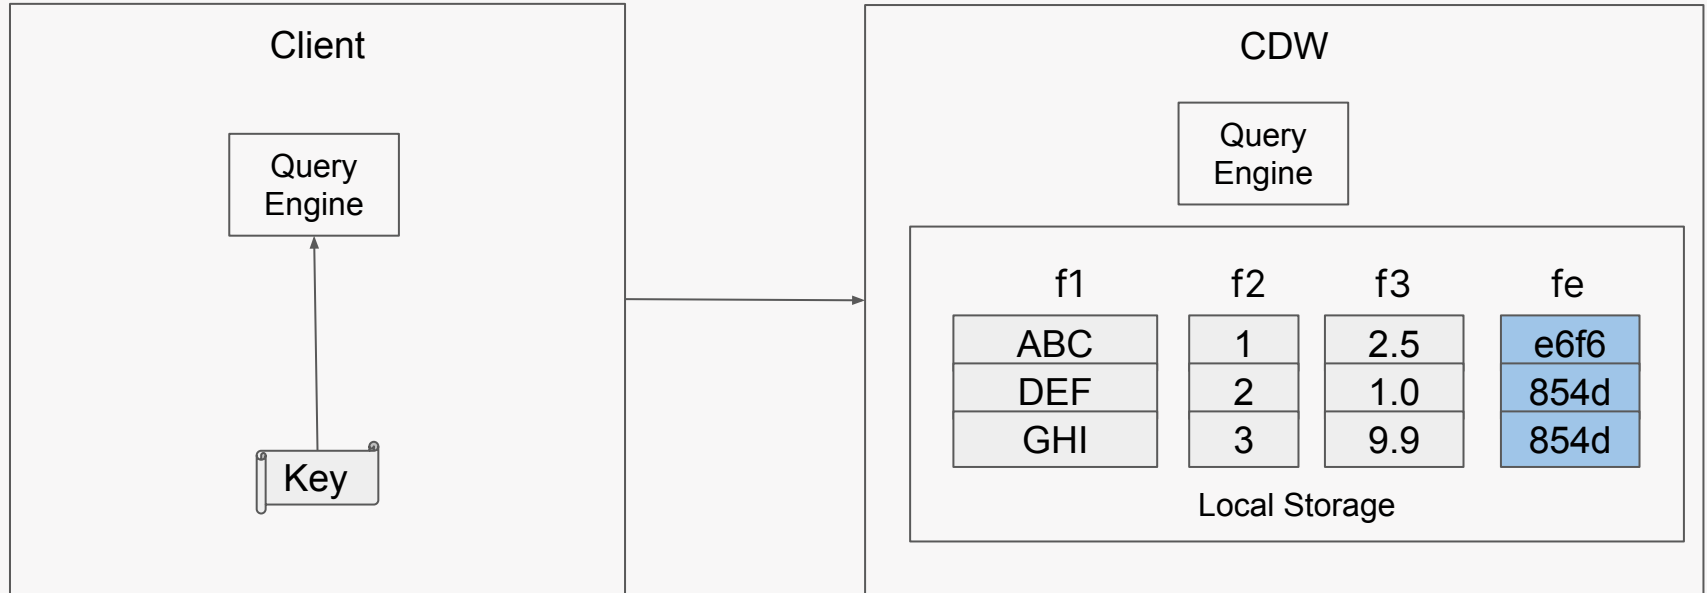 Client
Query
Engine
Key
CDW
Query
Engine
f1 f2 f3 fe
ABC 1 2.5 e6f6
DEF 2 1.0 854d
GHI 3 9.9 854d
Local Storage